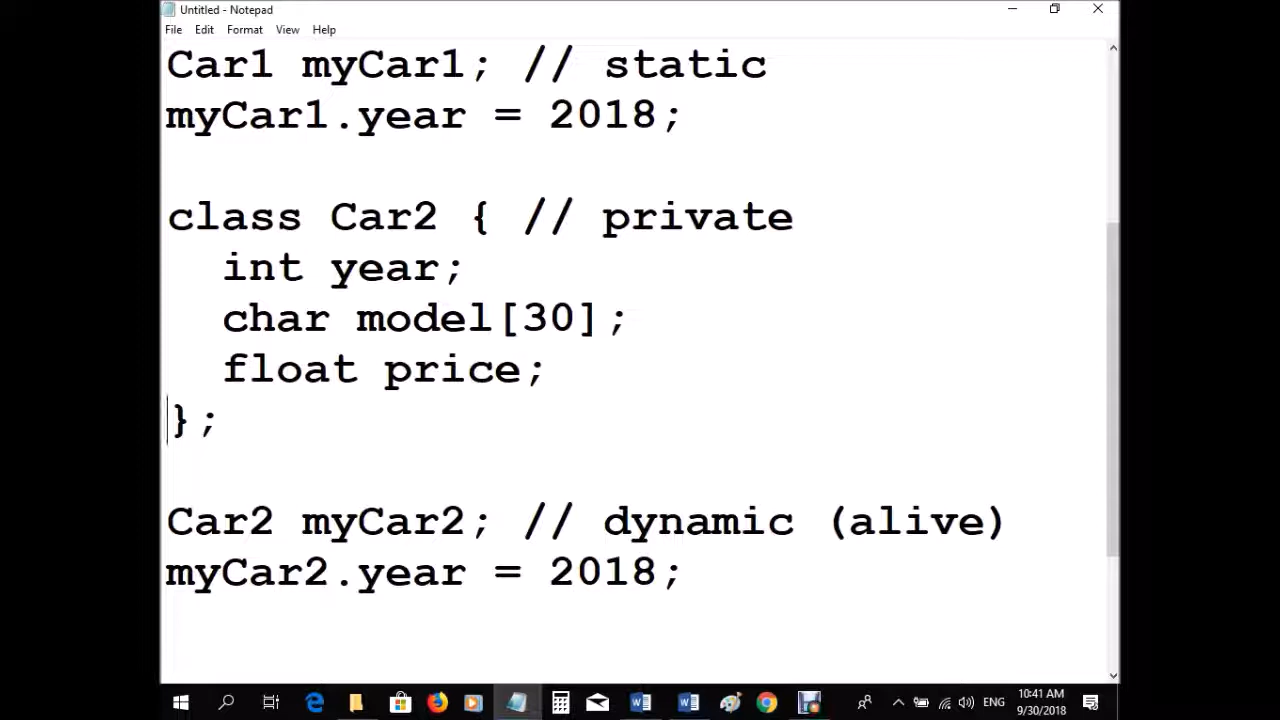 Untitled - Notepad
File Edit Format View Help
Car1 myCar1; // static
myCar1.year = 2018;
class Car2 { // private
int year;
char model[30];
float price;
};
Car2 myCar2; // dynamic (alive)
myCar2.year = 2018;
ENG
10:41 AM
9/30/2018